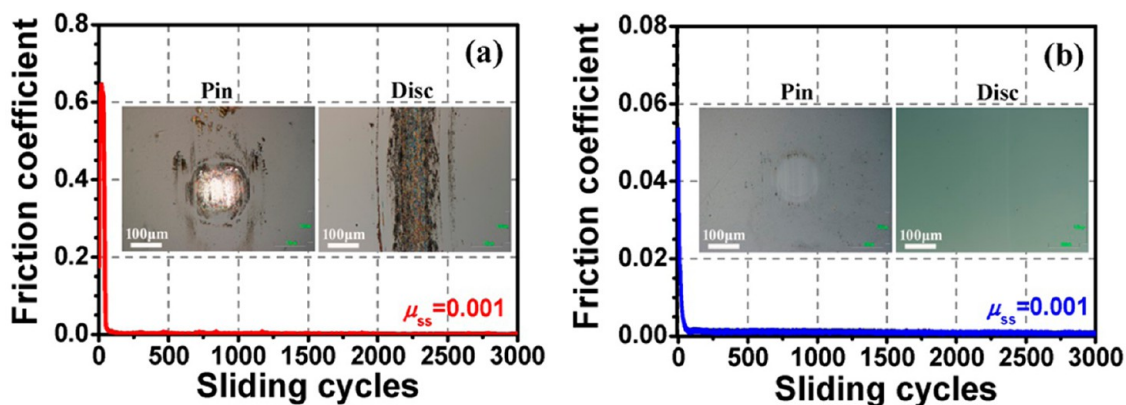 (a)
Friction coefficient
0.8
0.6
0.4
0.2
0.0
Pin
Disc
100μm
100μm
μss=0.001
0 500 1000 1500 2000 2500 3000
Sliding cycles
(b)
Friction coefficient
0.08
0.06
0.04
0.02
0.00
Pin
Disc
100μm
100μm
μss=0.001
0 500 1000 1500 2000 2500 3000
Sliding cycles